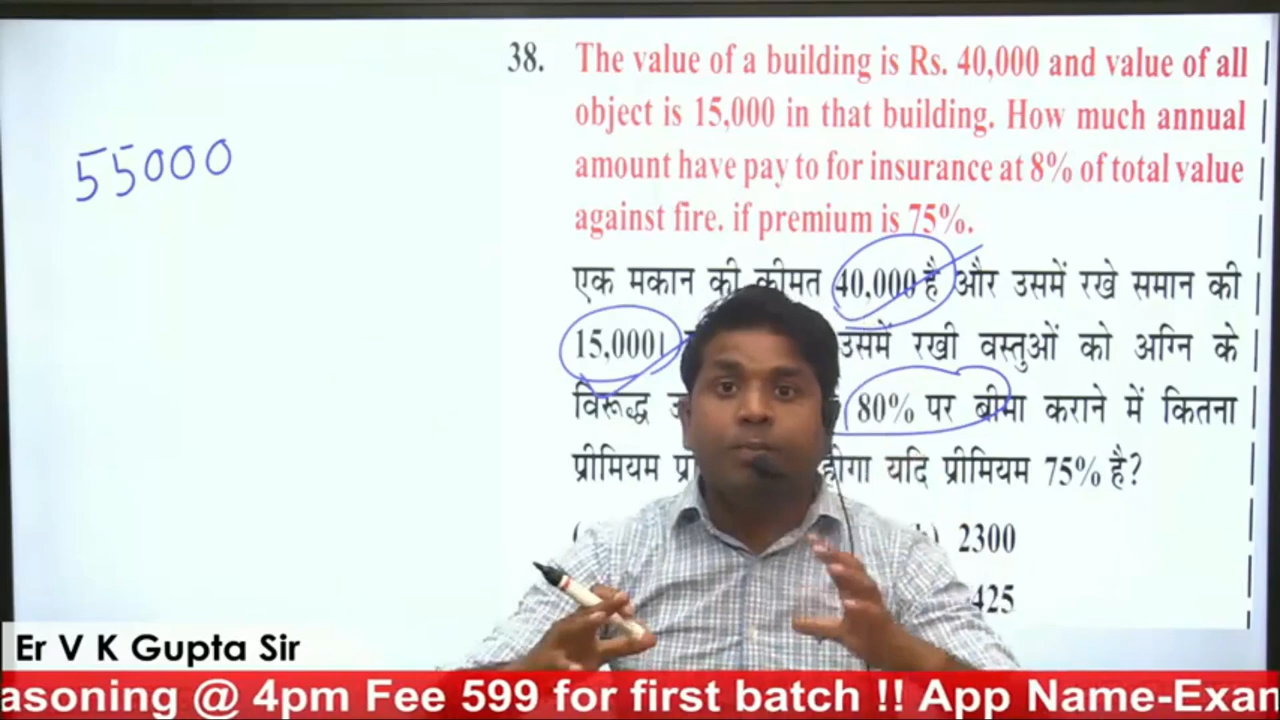 38. The value of a building is Rs. 40,000 and value of all
object is 15,000 in that building. How much annual
amount have pay to for insurance at 8% of total value
against fire. if premium is 75%.
55000
एक मकान की कीमत 40,000 है और उसमें रखे समान की
15,000। उसमें रखी वस्तुओं को अग्नि के
विरूद्ध 80% पर बीमा कराने में कितना
प्रीमियम होगा यदि प्रीमियम 75% है?
2300
425
Er V K Gupta Sir
asoning @ 4pm Fee 599 for first batch !! App Name-Exan